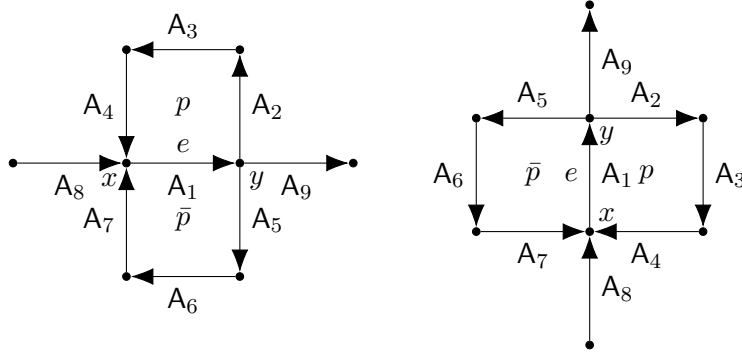 A₃
A₄ p A₂
e
A₈ x A₁ y A₉
A₇ p̄ A₅
A₆
A₉
A₅ A₂
y
A₆ p̄ e A₁ p A₃
x
A₇ A₄
A₈